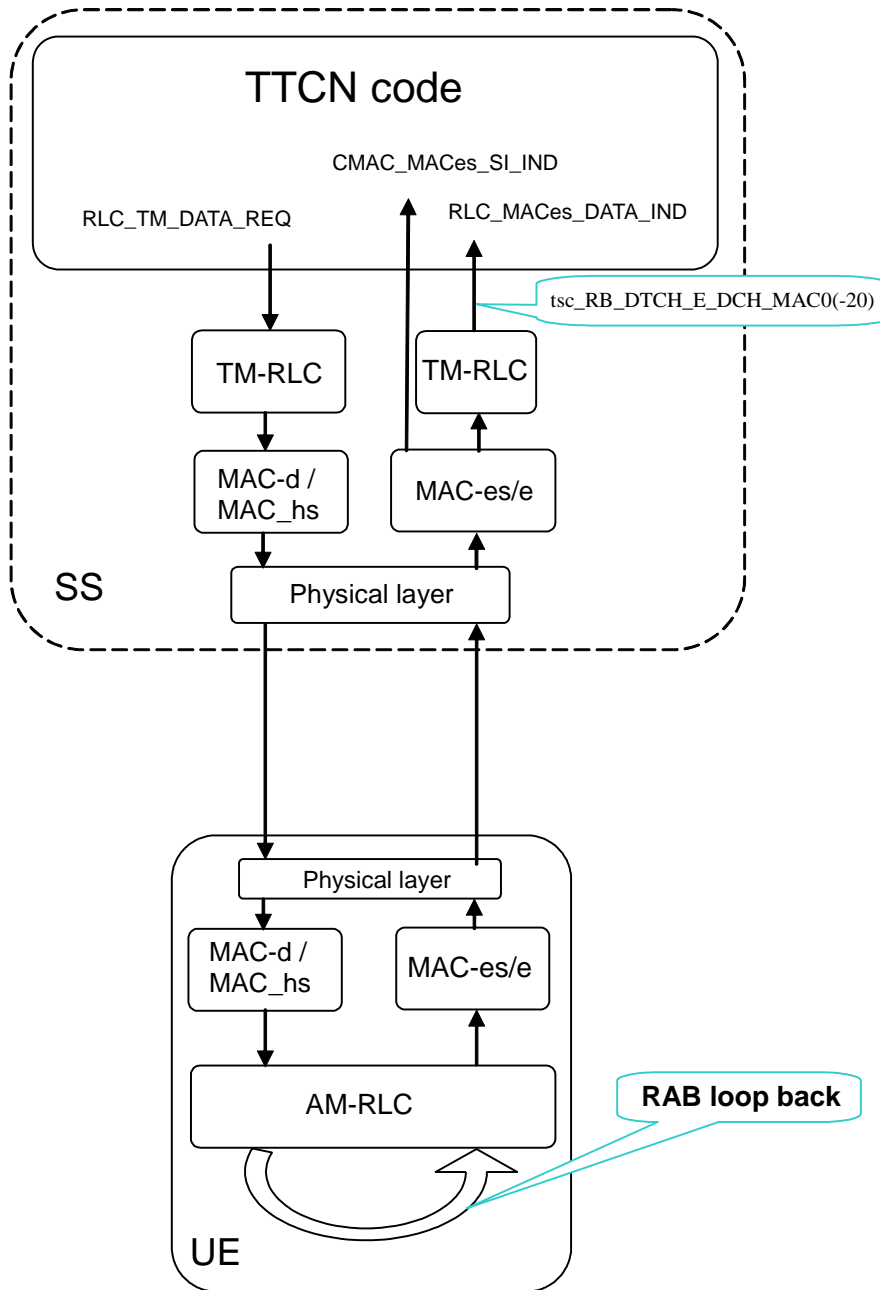 TTCN code
CMAC_MACes_SI_IND
RLC_TM_DATA_REQ
RLC_MACes_DATA_IND
tsc_RB_DTCH_E_DCH_MAC0(-20)
TM-RLC
TM-RLC
MAC-d /
MAC_hs
MAC-es/e
SS
Physical layer
Physical layer
MAC-d /
MAC_hs
MAC-es/e
AM-RLC
RAB loop back
UE